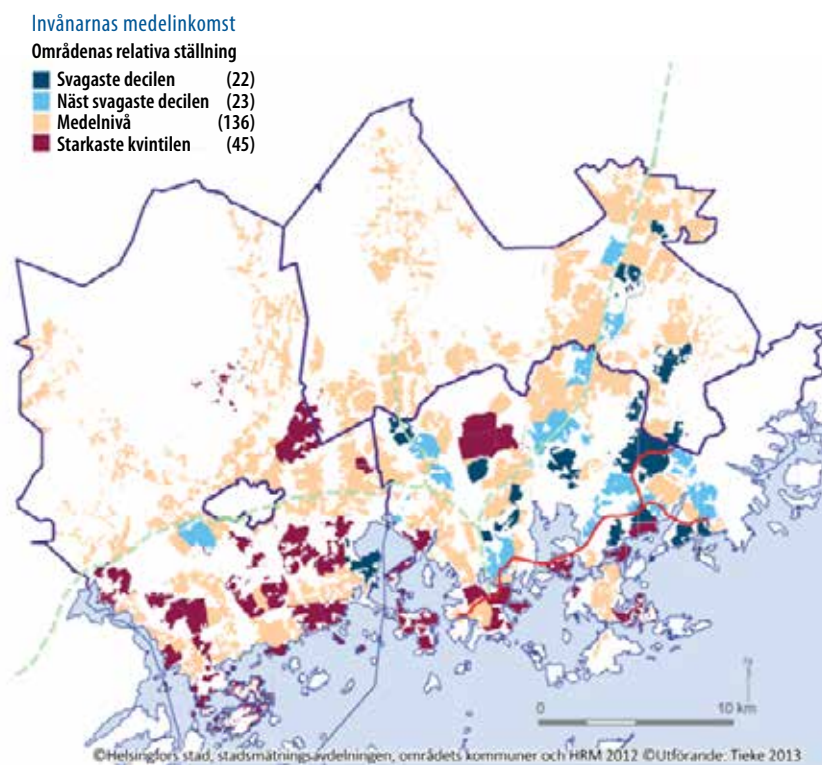 Invånarnas medelinkomst
Områdenas relativa ställning
Svagaste decilen (22)
Näst svagaste decilen (23)
Medelnivå (136)
Starkaste kvintilen (45)
0 10 km
©Helsingfors stad, stadsmätningsavdelningen, områdets kommuner och HRM 2012 ©Utförande: Tieke 2013